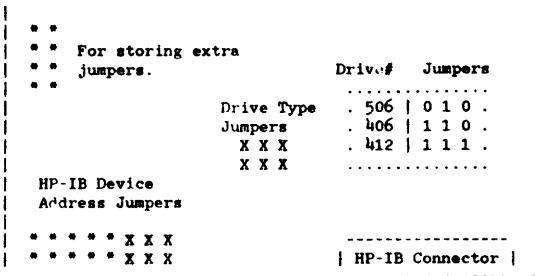 | * *
| * * For storing extra
| * * jumpers. Drive# Jumpers
| * * ................
| Drive Type . 506 | 0 1 0 .
| Jumpers . 406 | 1 1 0 .
| X X X . 412 | 1 1 1 .
| X X X ................
| HP-IB Device
| Address Jumpers
|
| * * * * * X X X ------------------
| * * * * * X X X | HP-IB Connector |